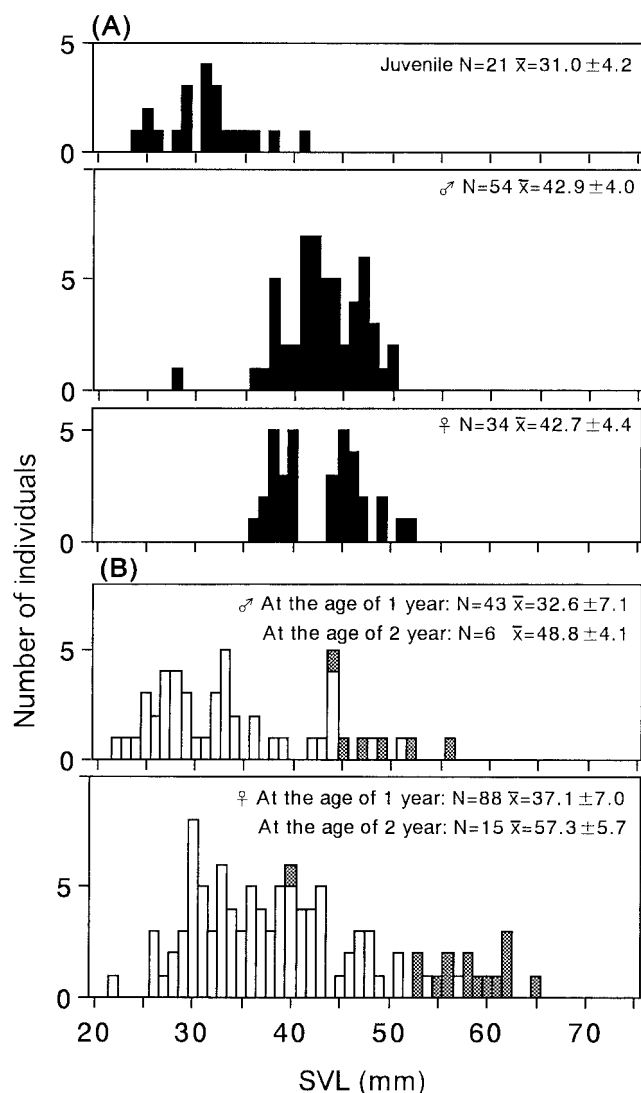 (A)
5
0
Juvenile N=21 x̄=31.0 ±4.2
♂ N=54 x̄=42.9 ±4.0
5
0
♀ N=34 x̄=42.7 ±4.4
5
0
Number of individuals
(B)
♂ At the age of 1 year: N=43 x̄=32.6 ±7.1
At the age of 2 year: N=6 x̄=48.8 ±4.1
5
0
♀ At the age of 1 year: N=88 x̄=37.1 ±7.0
At the age of 2 year: N=15 x̄=57.3 ±5.7
5
0
20 30 40 50 60 70
SVL (mm)